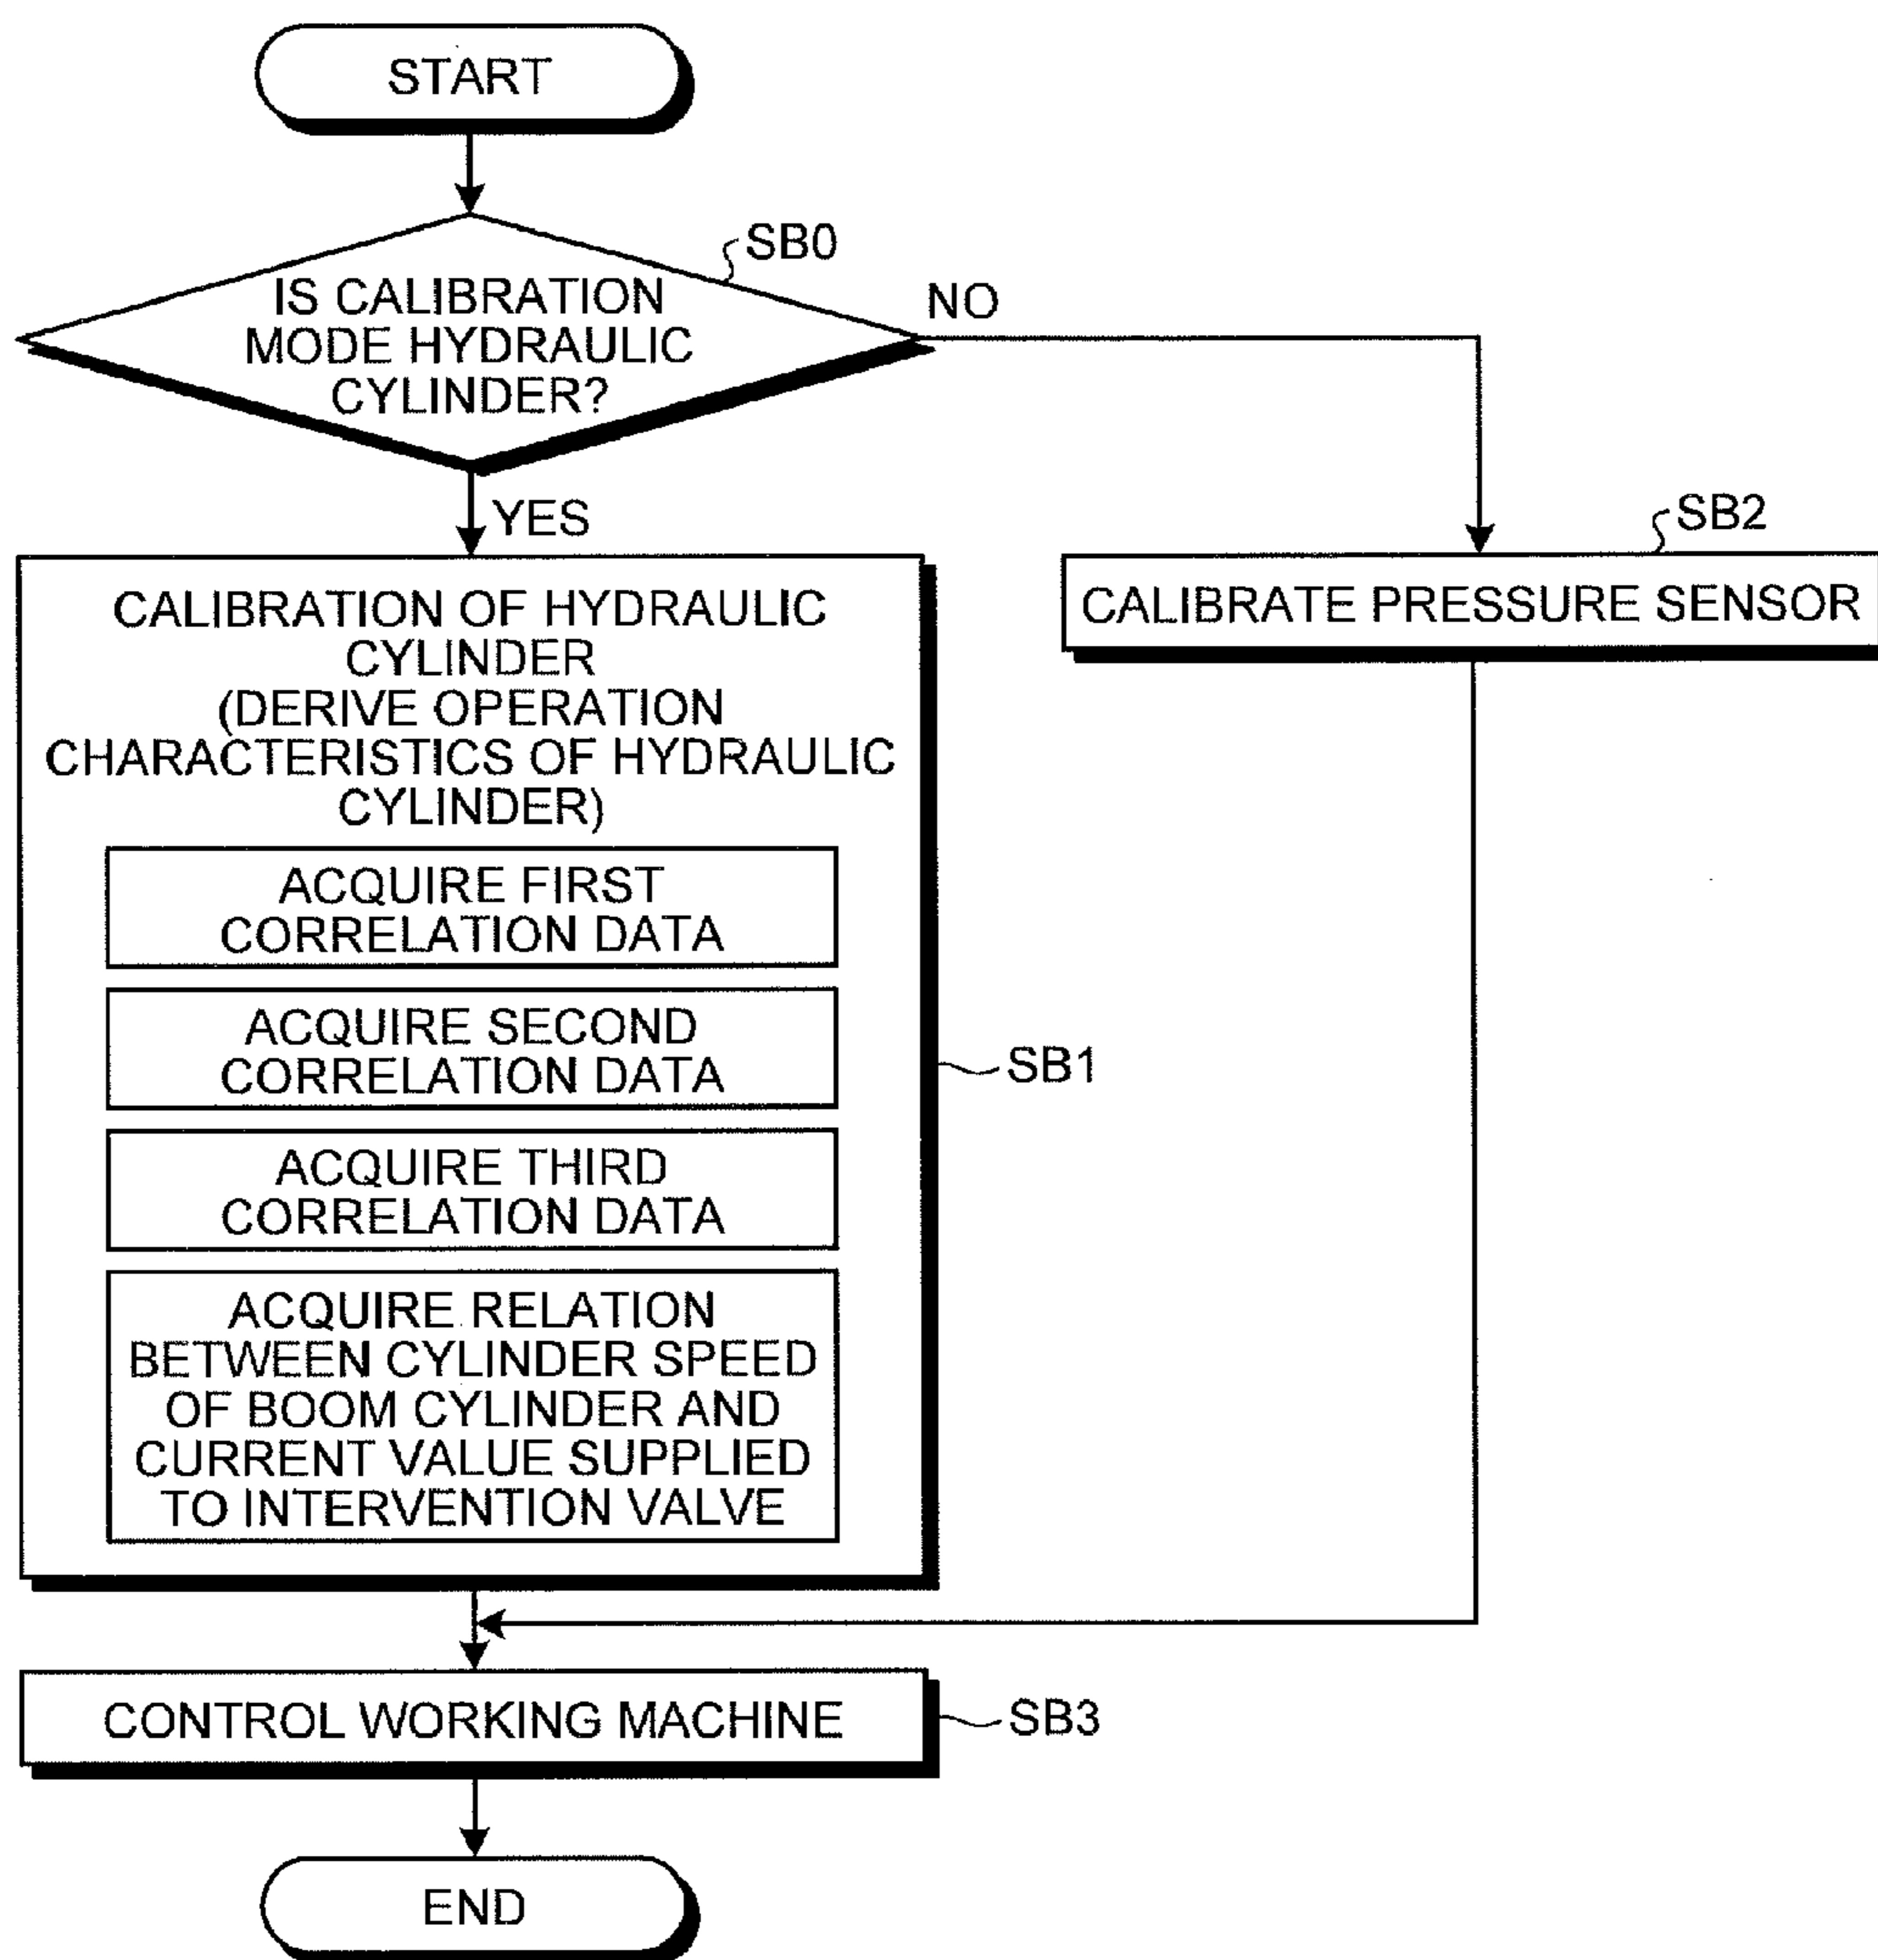 START
SB0
IS CALIBRATION
MODE HYDRAULIC
CYLINDER?
NO
YES
SB2
CALIBRATE PRESSURE SENSOR
CALIBRATION OF HYDRAULIC
CYLINDER
(DERIVE OPERATION
CHARACTERISTICS OF HYDRAULIC
CYLINDER)
ACQUIRE FIRST
CORRELATION DATA
ACQUIRE SECOND
CORRELATION DATA
SB1
ACQUIRE THIRD
CORRELATION DATA
ACQUIRE RELATION
BETWEEN CYLINDER SPEED
OF BOOM CYLINDER AND
CURRENT VALUE SUPPLIED
TO INTERVENTION VALVE
CONTROL WORKING MACHINE
SB3
END